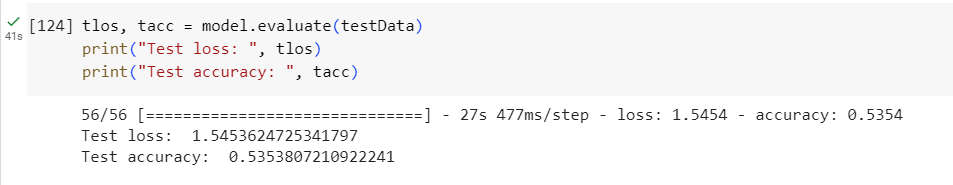 [124] tlos, tacc = model.evaluate(testData)
41s
print("Test loss: ", tlos)
print("Test accuracy: ", tacc)
56/56 [==============================] - 27s 477ms/step - loss: 1.5454 - accuracy: 0.5354
Test loss:  1.5453624725341797
Test accuracy:  0.5353807210922241